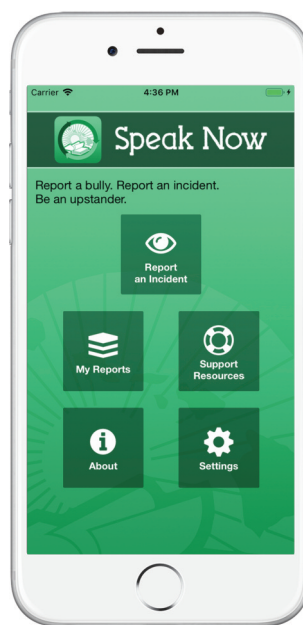 Carrier 4:36 PM
Speak Now
Report a bully. Report an incident.
Be an upstander.
Report
an Incident
My Reports
Support
Resources
About
Settings